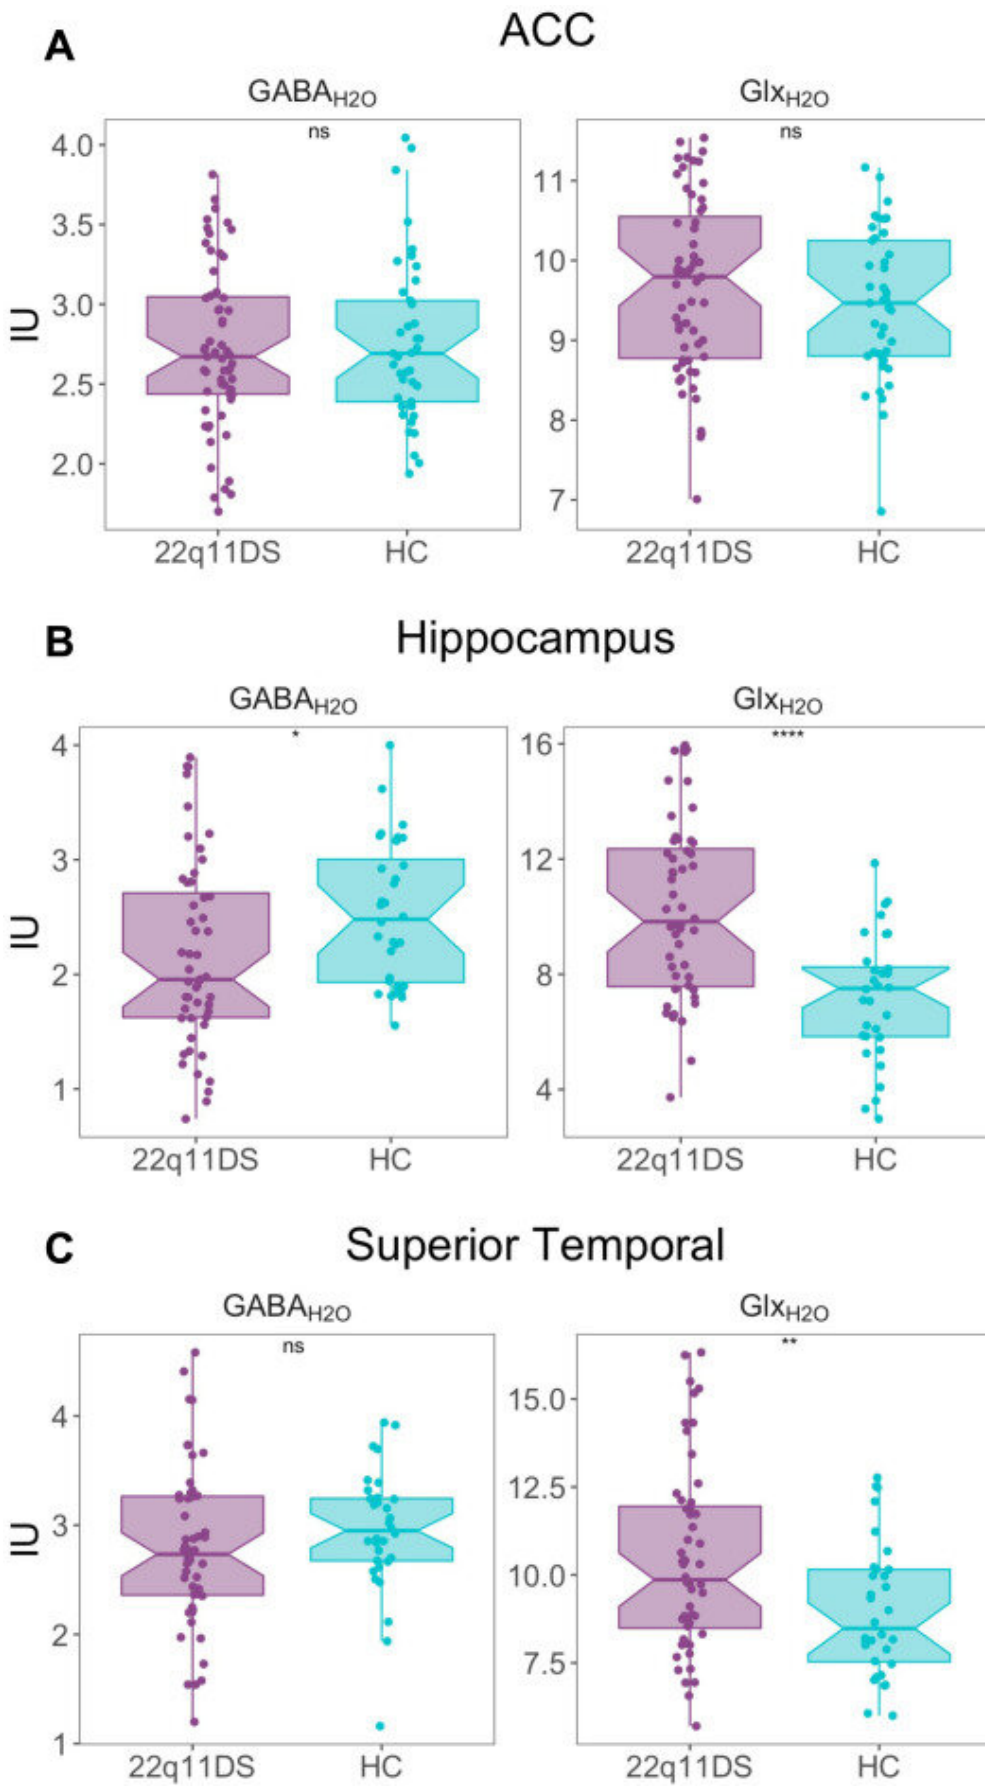 A ACC
GABAH2O GlxH2O
ns ns
4.0
3.5
3.0
2.5
2.0
IU
11
10
9
8
7
22q11DS HC 22q11DS HC
B Hippocampus
GABAH2O GlxH2O
* ****
4
3
2
1
IU
16
12
8
4
22q11DS HC 22q11DS HC
C Superior Temporal
GABAH2O GlxH2O
ns **
4
3
2
1
IU
15.0
12.5
10.0
7.5
22q11DS HC 22q11DS HC